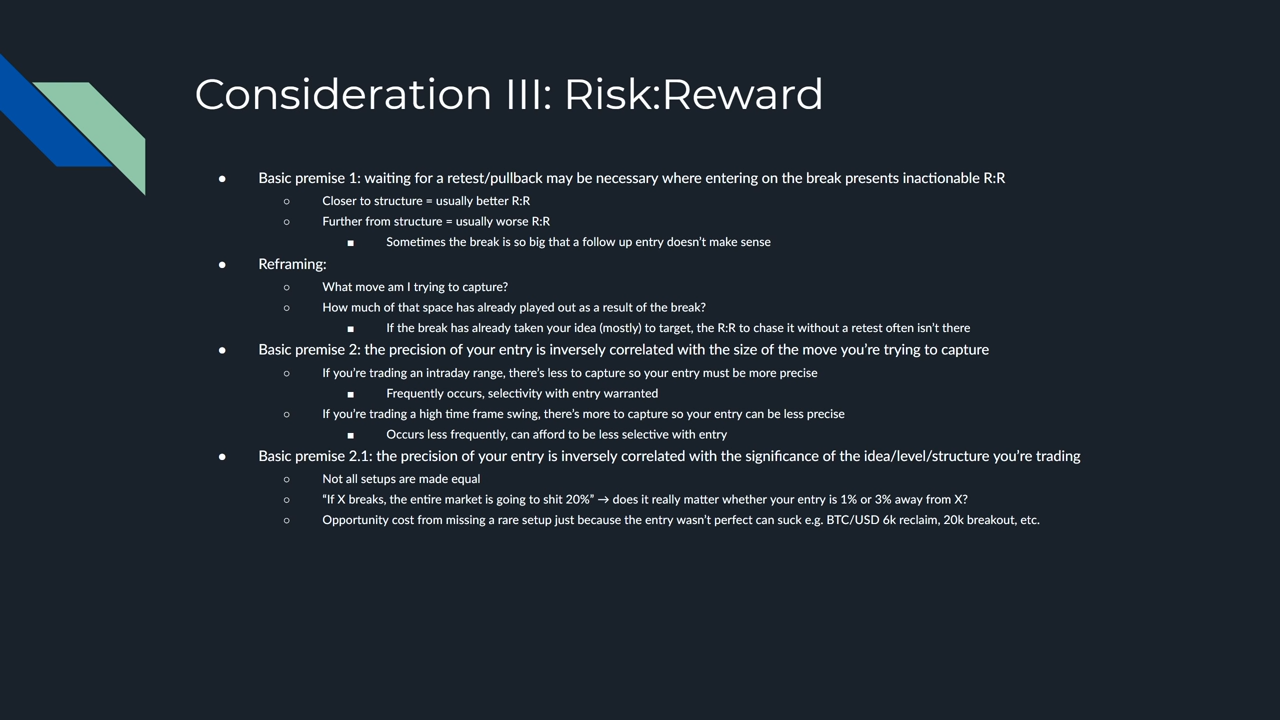 Consideration III: Risk:Reward
● Basic premise 1: waiting for a retest/pullback may be necessary where entering on the break presents inactionable R:R
○ Closer to structure = usually better R:R
○ Further from structure = usually worse R:R
■ Sometimes the break is so big that a follow up entry doesn’t make sense
● Reframing:
○ What move am I trying to capture?
○ How much of that space has already played out as a result of the break?
■ If the break has already taken your idea (mostly) to target, the R:R to chase it without a retest often isn’t there
● Basic premise 2: the precision of your entry is inversely correlated with the size of the move you’re trying to capture
○ If you’re trading an intraday range, there’s less to capture so your entry must be more precise
■ Frequently occurs, selectivity with entry warranted
○ If you’re trading a high time frame swing, there’s more to capture so your entry can be less precise
■ Occurs less frequently, can afford to be less selective with entry
● Basic premise 2.1: the precision of your entry is inversely correlated with the significance of the idea/level/structure you’re trading
○ Not all setups are made equal
○ “If X breaks, the entire market is going to shit 20%” → does it really matter whether your entry is 1% or 3% away from X?
○ Opportunity cost from missing a rare setup just because the entry wasn’t perfect can suck e.g. BTC/USD 6k reclaim, 20k breakout, etc.